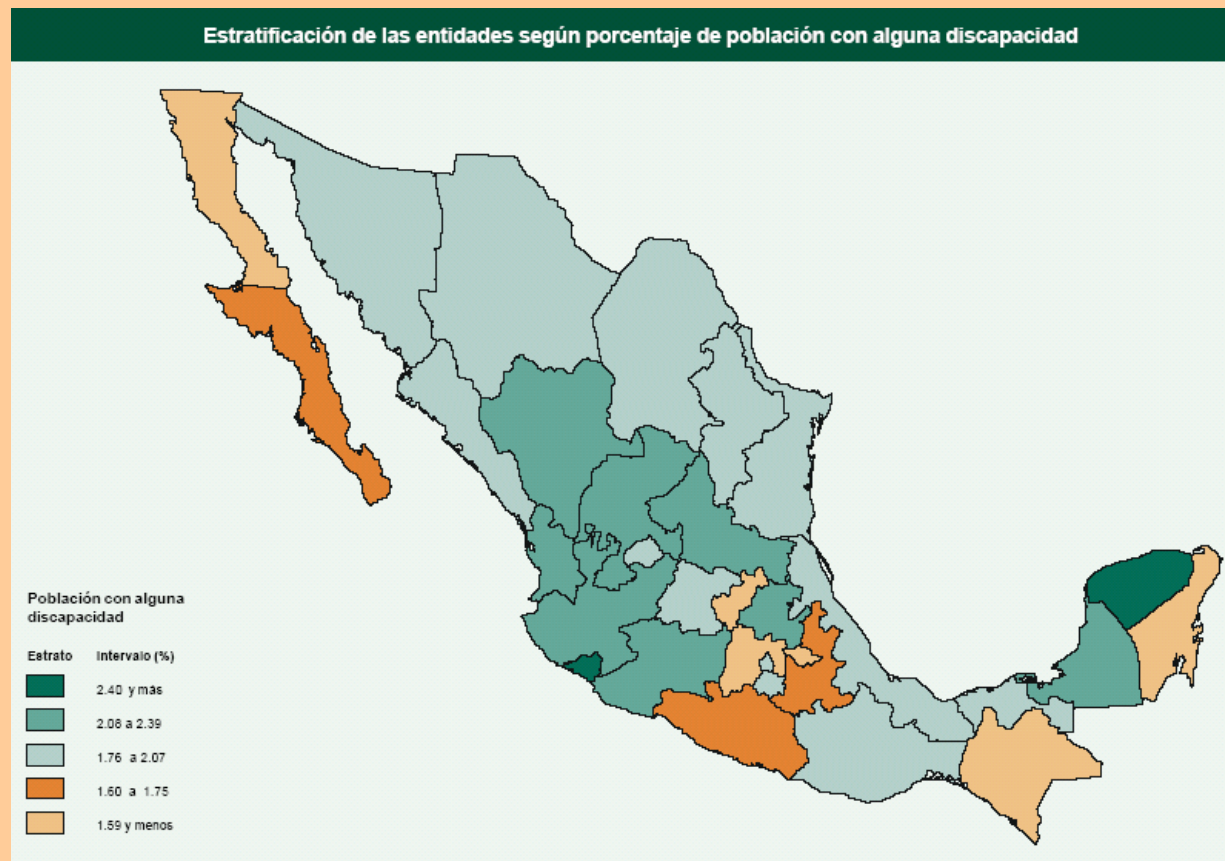 Estratificación de las entidades según porcentaje de población con alguna discapacidad
Población con alguna
discapacidad
Estrato Intervalo (%)
2.40 y más
2.08 a 2.39
1.76 a 2.07
1.60 a 1.75
1.59 y menos